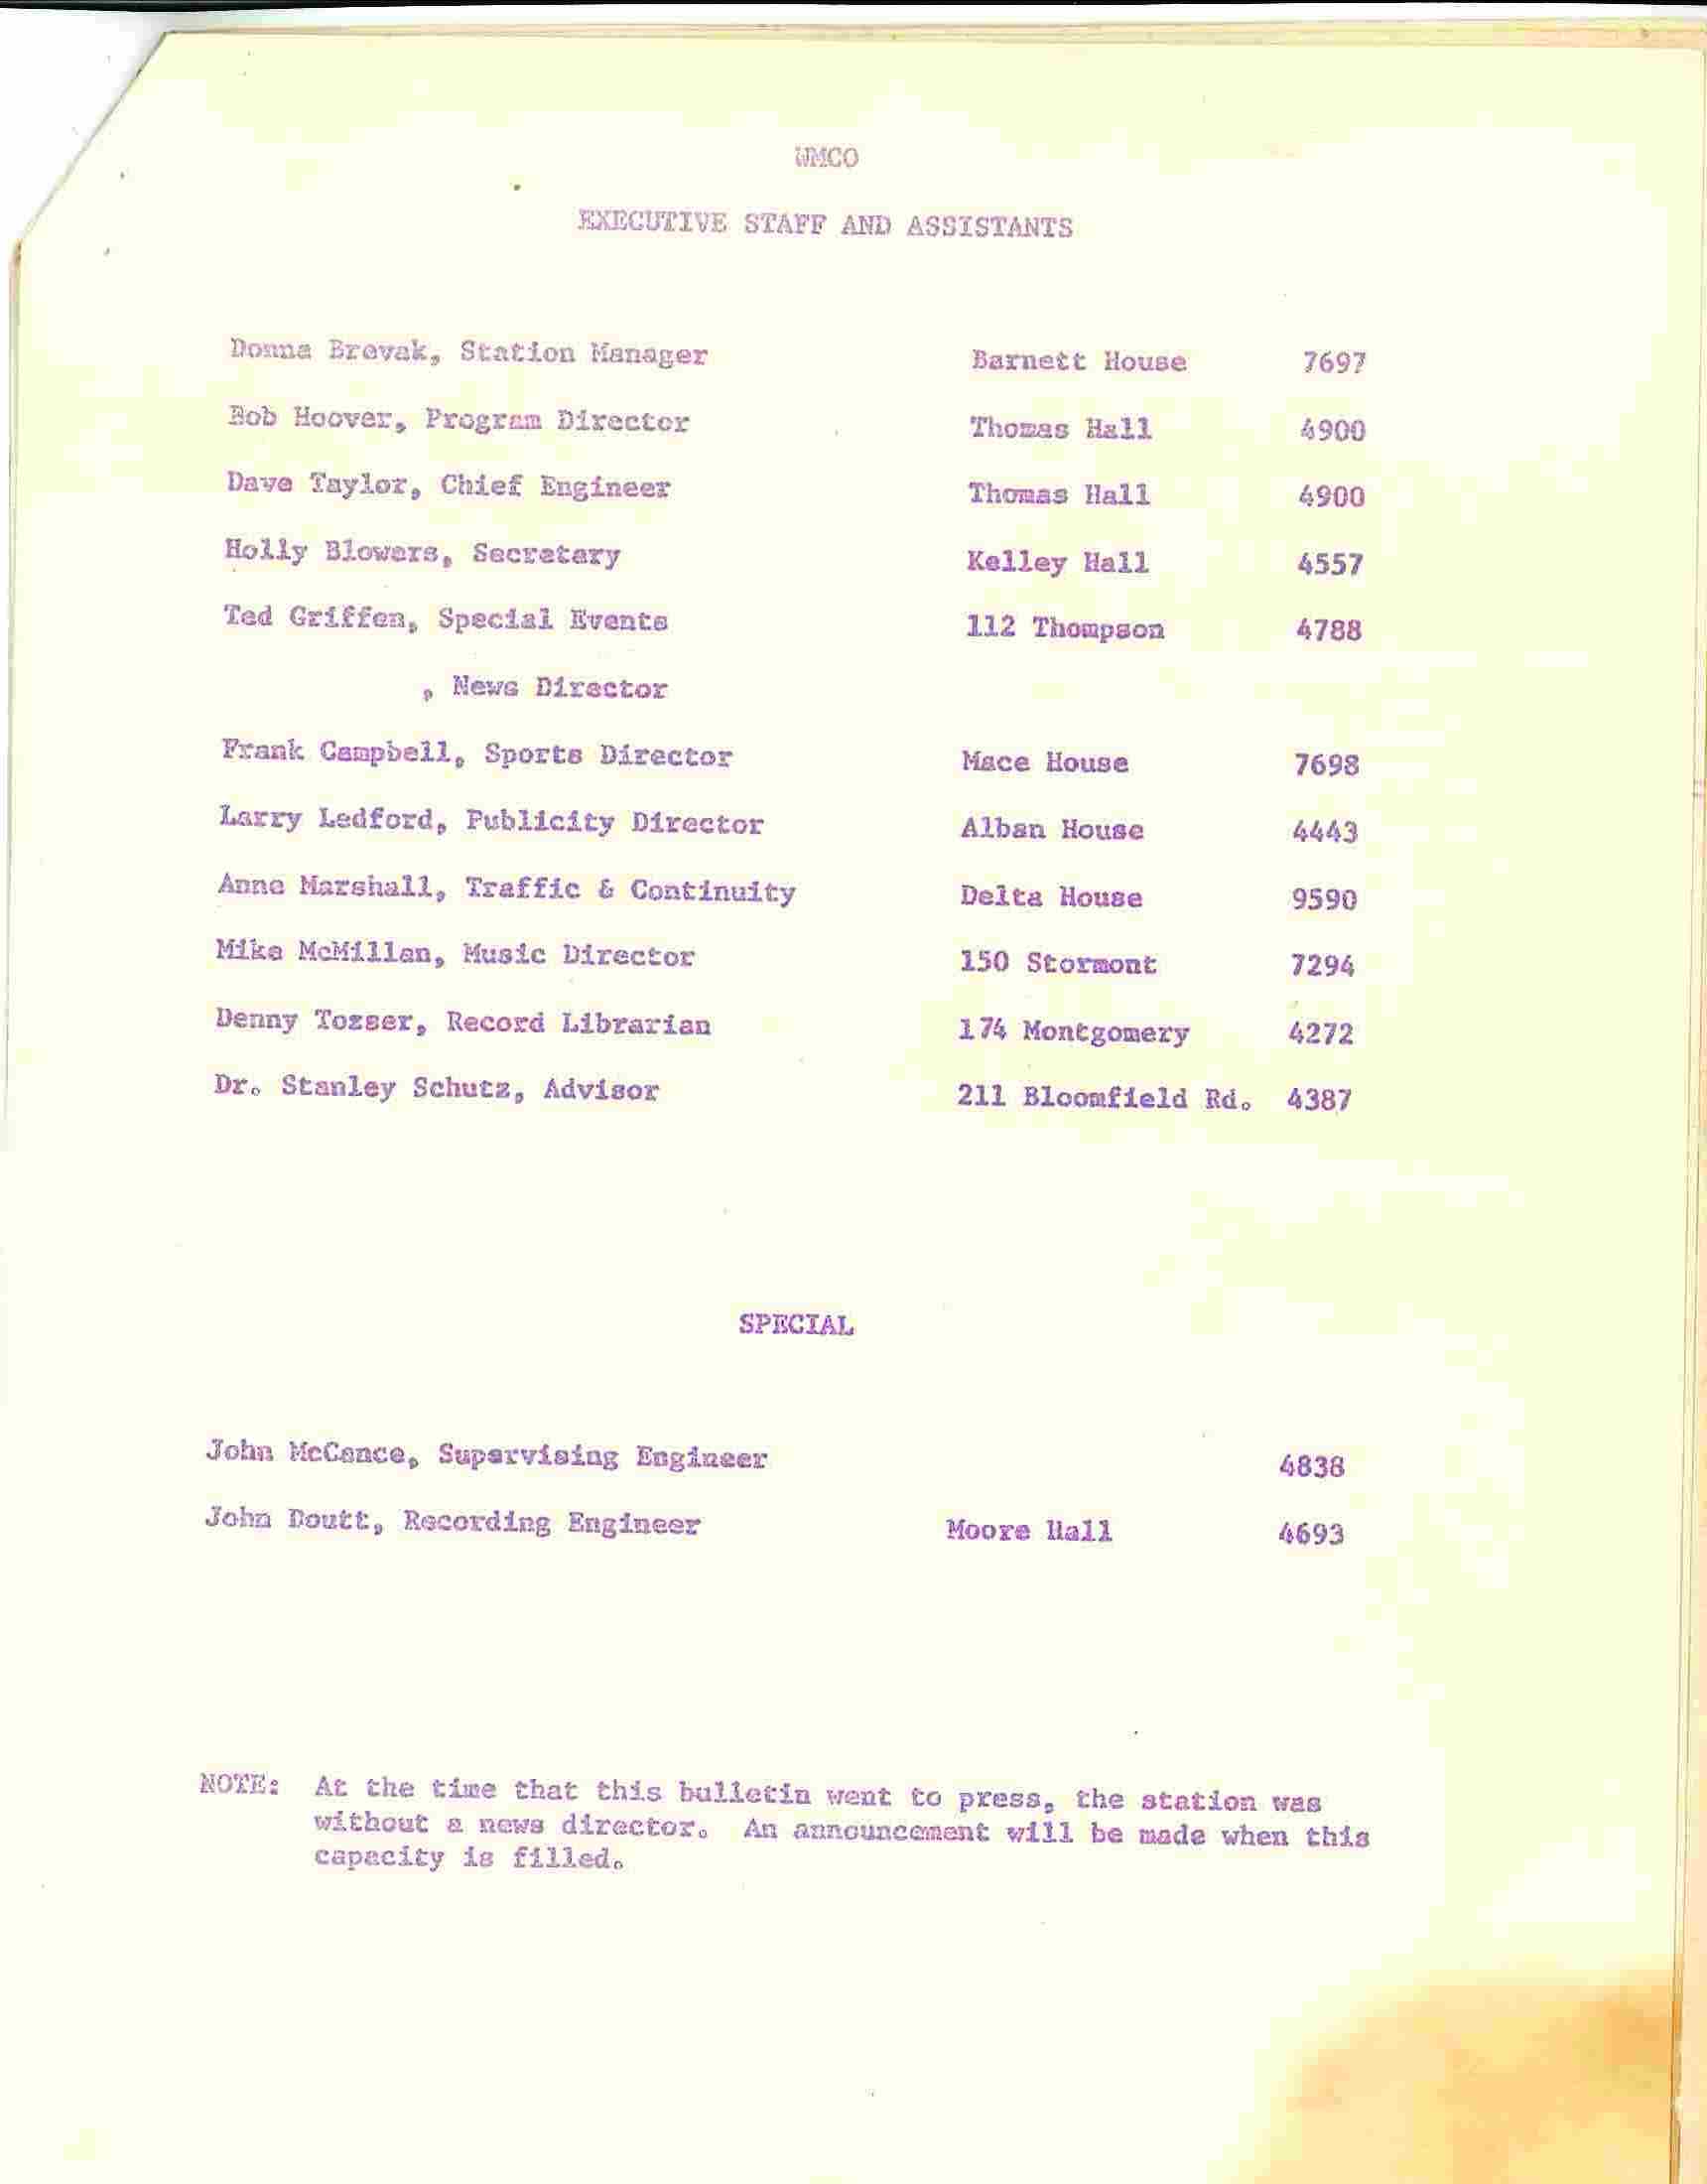 WMCO
EXECUTIVE STAFF AND ASSISTANTS
Donna Brevak, Station Manager Barnett House 7697
Bob Hoover, Program Director Thomas Hall 4900
Dave Taylor, Chief Engineer Thomas Hall 4900
Holly Blowers, Secretary Kelley Hall 4557
Ted Griffen, Special Events 112 Thompson 4788
, News Director
Frank Campbell, Sports Director Mace House 7698
Larry Ledford, Publicity Director Alban House 4443
Anne Marshall, Traffic & Continuity Delta House 9590
Mike McMillan, Music Director 150 Stormont 7294
Denny Tozser, Record Librarian 174 Montgomery 4272
Dr. Stanley Schutz, Advisor 211 Bloomfield Rd. 4387
SPECIAL
John McCance, Supervising Engineer 4838
John Doutt, Recording Engineer Moore Hall 4693
NOTE: At the time that this bulletin went to press, the station was
without a news director. An announcement will be made when this
capacity is filled.